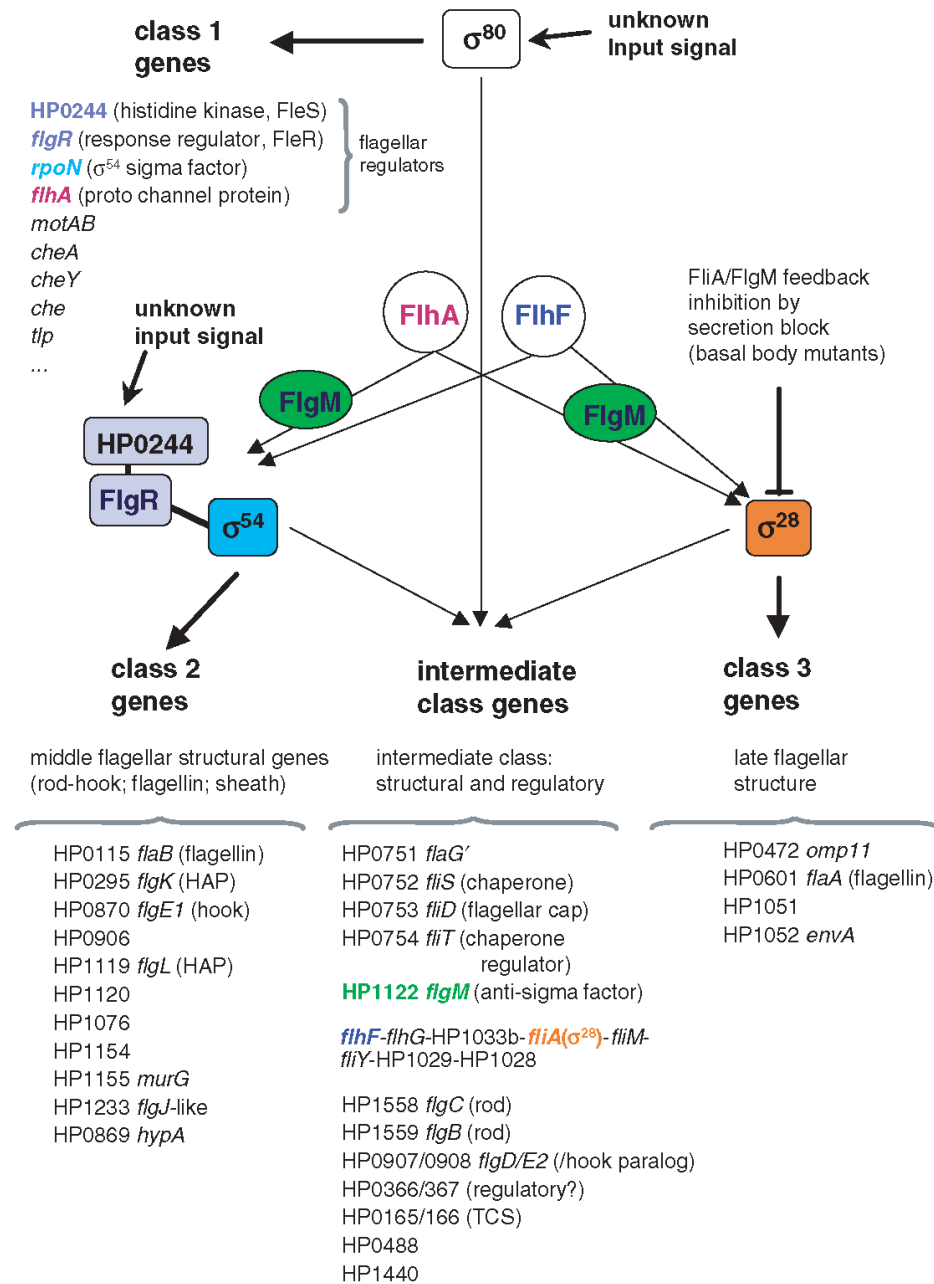 class 1
genes
σ80
unknown
Input signal
HP0244 (histidine kinase, FleS)
flgR (response regulator, FleR)
rpoN (σ54 sigma factor)
flhA (proto channel protein)
flagellar
regulators
motAB
cheA
cheY
che
tlp
...
unknown
input signal
FlhA
FlhF
FliA/FlgM feedback
inhibition by
secretion block
(basal body mutants)
FlgM
FlgM
HP0244
FlgR
σ54
σ28
class 2
genes
intermediate
class genes
class 3
genes
middle flagellar structural genes
(rod-hook; flagellin; sheath)
intermediate class:
structural and regulatory
late flagellar
structure
HP0115 flaB (flagellin)
HP0295 flgK (HAP)
HP0870 flgE1 (hook)
HP0906
HP1119 flgL (HAP)
HP1120
HP1076
HP1154
HP1155 murG
HP1233 flgJ-like
HP0869 hypA
HP0751 flaG′
HP0752 fliS (chaperone)
HP0753 fliD (flagellar cap)
HP0754 fliT (chaperone
regulator)
HP1122 flgM (anti-sigma factor)
flhF-flhG-HP1033b-fliA(σ28)-fliM-
fliY-HP1029-HP1028
HP1558 flgC (rod)
HP1559 flgB (rod)
HP0907/0908 flgD/E2 (/hook paralog)
HP0366/367 (regulatory?)
HP0165/166 (TCS)
HP0488
HP1440
HP0472 omp11
HP0601 flaA (flagellin)
HP1051
HP1052 envA